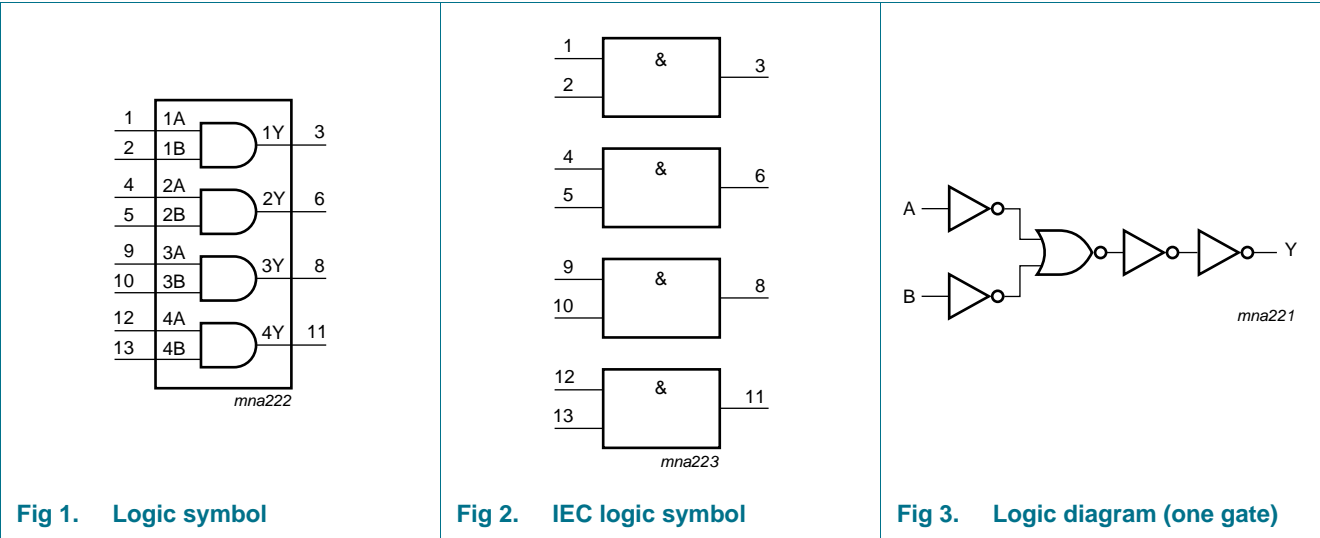 1 1A 1Y 3
2 1B
4 2A 2Y 6
5 2B
9 3A 3Y 8
10 3B
12 4A 4Y 11
13 4B
mna222
Fig 1. Logic symbol
1 & 3
2
4 & 6
5
9 & 8
10
12 & 11
13
mna223
Fig 2. IEC logic symbol
A
B
Y
mna221
Fig 3. Logic diagram (one gate)